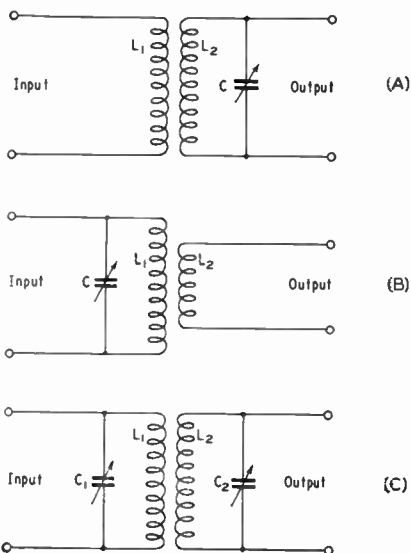 L1 L2
Input C Output (A)
L1
L2
Input C Output (B)
L1 L2
Input C1 C2 Output (C)